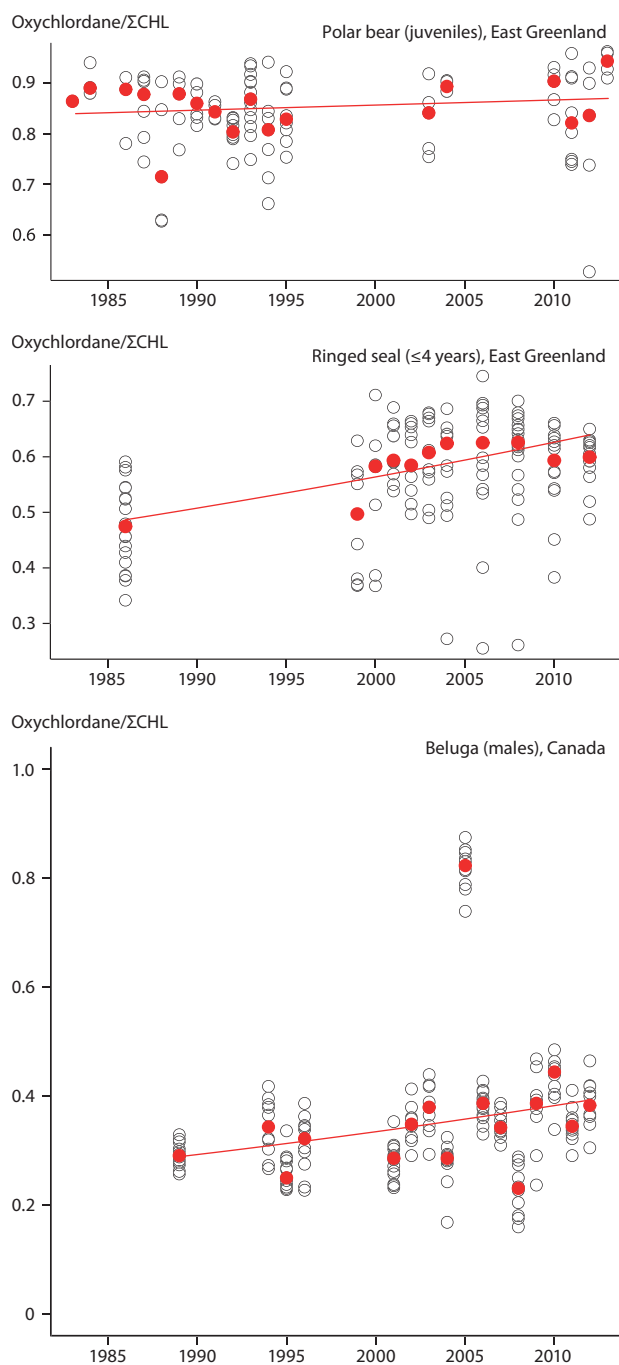 Oxychlordane/ΣCHL
Polar bear (juveniles), East Greenland
0.9
0.8
0.7
0.6
1985 1990 1995 2000 2005 2010
Oxychlordane/ΣCHL
Ringed seal (≤4 years), East Greenland
0.7
0.6
0.5
0.4
0.3
1985 1990 1995 2000 2005 2010
Oxychlordane/ΣCHL
Beluga (males), Canada
1.0
0.8
0.6
0.4
0.2
0
1985 1990 1995 2000 2005 2010